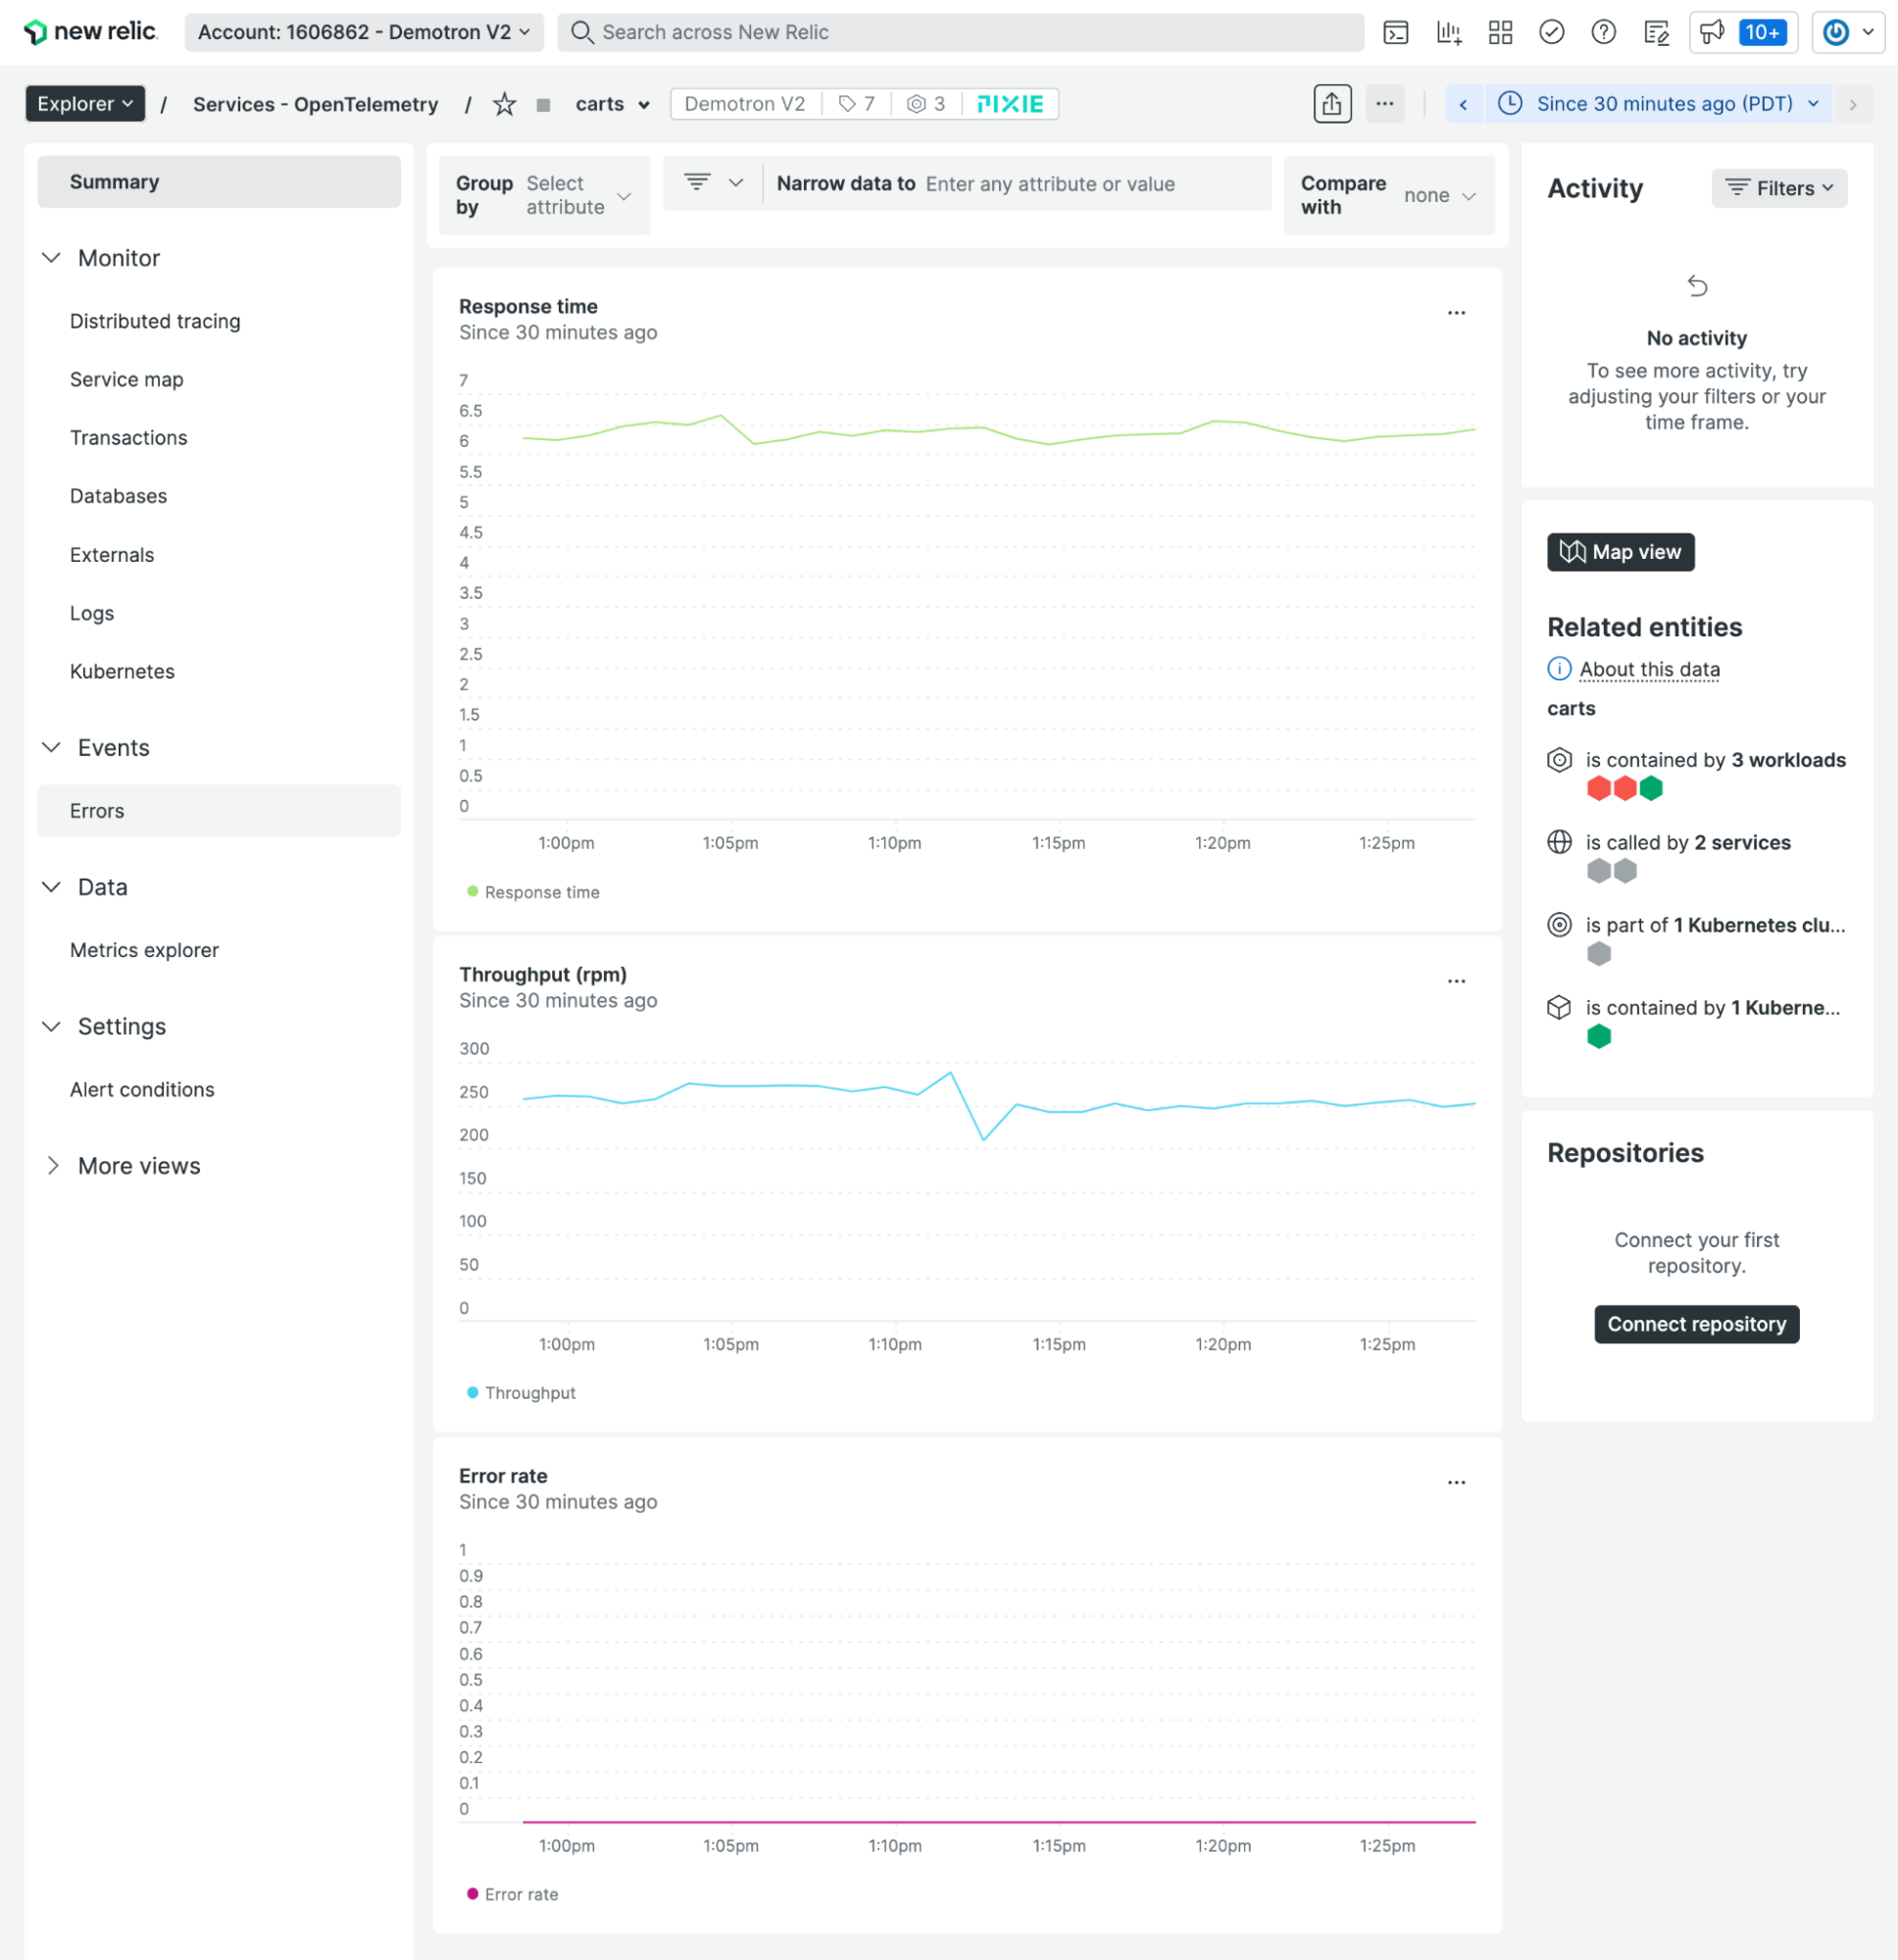 new relic.
Account: 1606862 - Demotron V2
Search across New Relic
10+
Explorer / Services - OpenTelemetry / carts
Demotron V2 7 3 PIXIE
Since 30 minutes ago (PDT)
Summary
Monitor
Distributed tracing
Service map
Transactions
Databases
Externals
Logs
Kubernetes
Events
Errors
Data
Metrics explorer
Settings
Alert conditions
More views
Group by
Select attribute
Narrow data to Enter any attribute or value
Compare with
none
Response time
Since 30 minutes ago
7
6.5
6
5.5
5
4.5
4
3.5
3
2.5
2
1.5
1
0.5
0
1:00pm 1:05pm 1:10pm 1:15pm 1:20pm 1:25pm
Response time
Throughput (rpm)
Since 30 minutes ago
300
250
200
150
100
50
0
1:00pm 1:05pm 1:10pm 1:15pm 1:20pm 1:25pm
Throughput
Error rate
Since 30 minutes ago
1
0.9
0.8
0.7
0.6
0.5
0.4
0.3
0.2
0.1
0
1:00pm 1:05pm 1:10pm 1:15pm 1:20pm 1:25pm
Error rate
Activity
Filters
No activity
To see more activity, try
adjusting your filters or your
time frame.
Map view
Related entities
About this data
carts
is contained by 3 workloads
is called by 2 services
is part of 1 Kubernetes clu...
is contained by 1 Kuberne...
Repositories
Connect your first
repository.
Connect repository